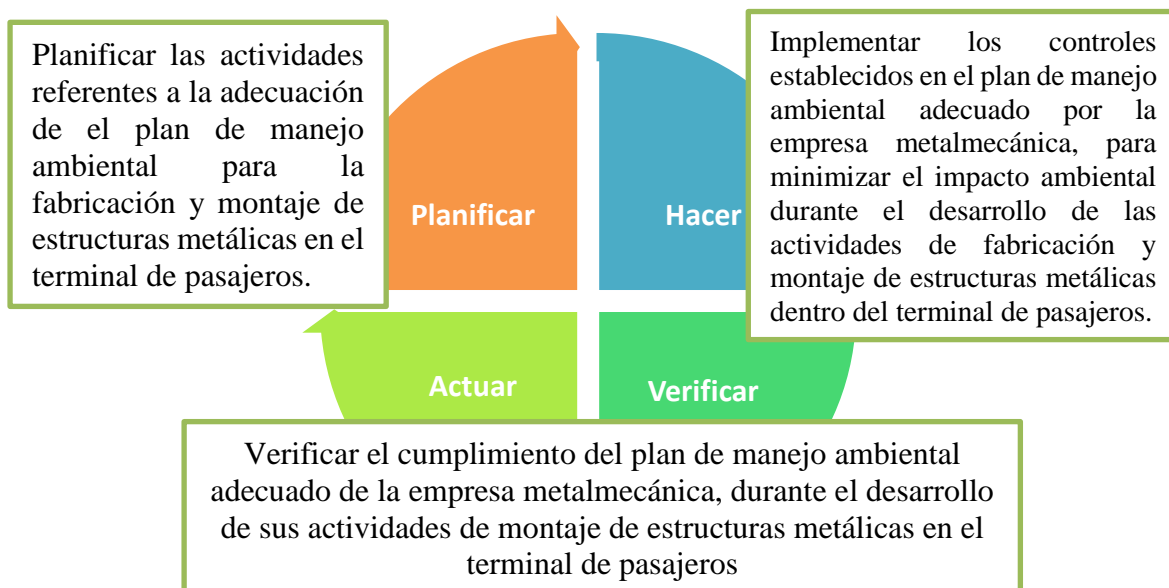 Planificar las actividades
referentes a la adecuación
de el plan de manejo
ambiental para la
fabricación y montaje de
estructuras metálicas en el
terminal de pasajeros.
Planificar
Hacer
Implementar los controles
establecidos en el plan de manejo
ambiental adecuado por la
empresa metalmecánica, para
minimizar el impacto ambiental
durante el desarrollo de las
actividades de fabricación y
montaje de estructuras metálicas
dentro del terminal de pasajeros.
Actuar
Verificar
Verificar el cumplimiento del plan de manejo ambiental
adecuado de la empresa metalmecánica, durante el desarrollo
de sus actividades de montaje de estructuras metálicas en el
terminal de pasajeros